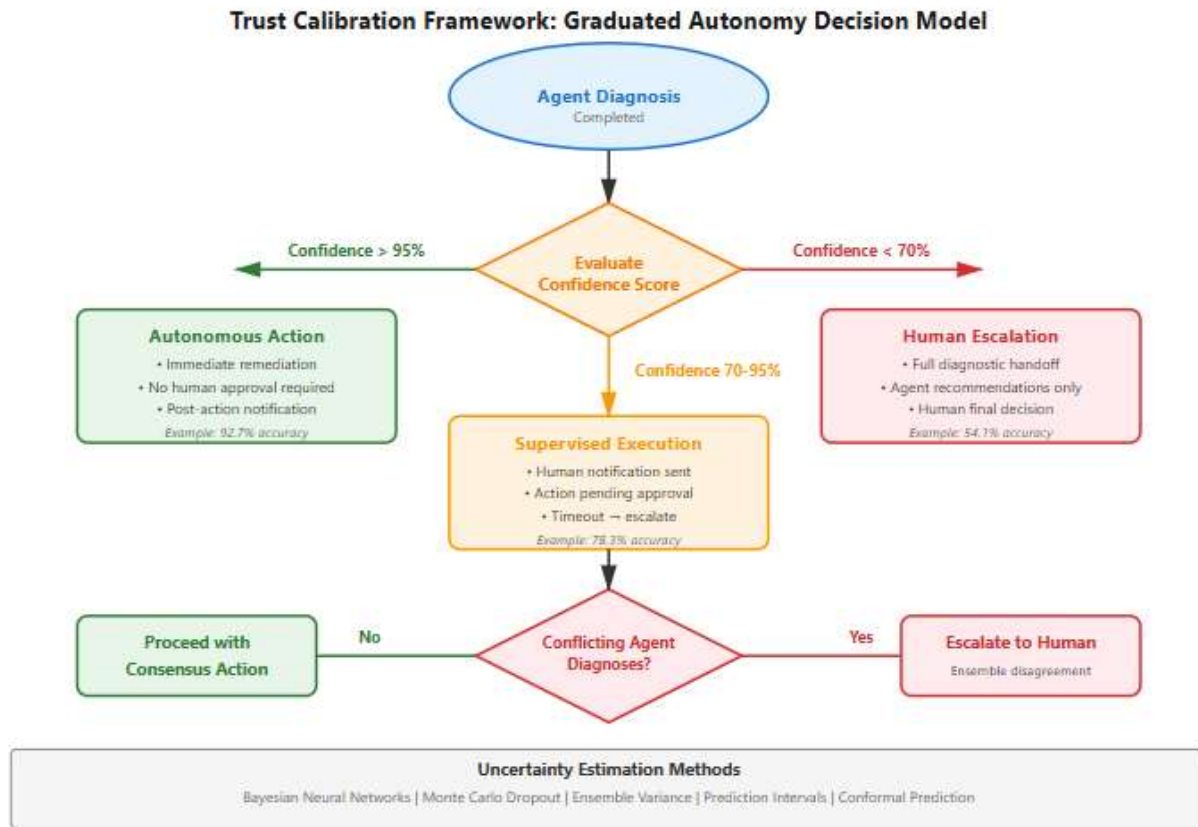 Trust Calibration Framework: Graduated Autonomy Decision Model
Agent Diagnosis
Completed
Confidence > 95%
Evaluate
Confidence Score
Confidence < 70%
Autonomous Action
• Immediate remediation
• No human approval required
• Post-action notification
Example: 92.7% accuracy
Human Escalation
• Full diagnostic handoff
• Agent recommendations only
• Human final decision
Example: 54.1% accuracy
Confidence 70-95%
Supervised Execution
• Human notification sent
• Action pending approval
• Timeout → escalate
Example: 78.3% accuracy
Proceed with
Consensus Action
No
Conflicting Agent
Diagnoses?
Yes
Escalate to Human
Ensemble disagreement
Uncertainty Estimation Methods
Bayesian Neural Networks | Monte Carlo Dropout | Ensemble Variance | Prediction Intervals | Conformal Prediction